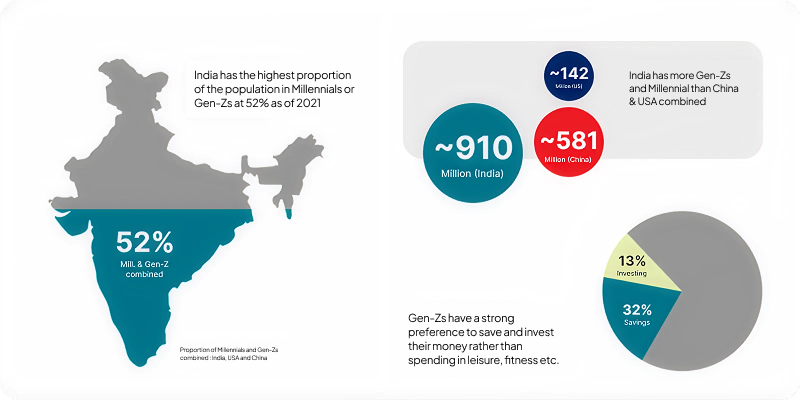 India has the highest proportion
of the population in Millennials or
Gen-Zs at 52% as of 2021
52%
Mill. & Gen-Z
combined
Proportion of Millennials and Gen-Zs
combined : India, USA and China
~142
Million (US)
~910
Million (India)
~581
Million (China)
India has more Gen-Zs
and Millennial than China
& USA combined
13%
Investing
32%
Savings
Gen-Zs have a strong
preference to save and invest
their money rather than
spending in leisure, fitness etc.